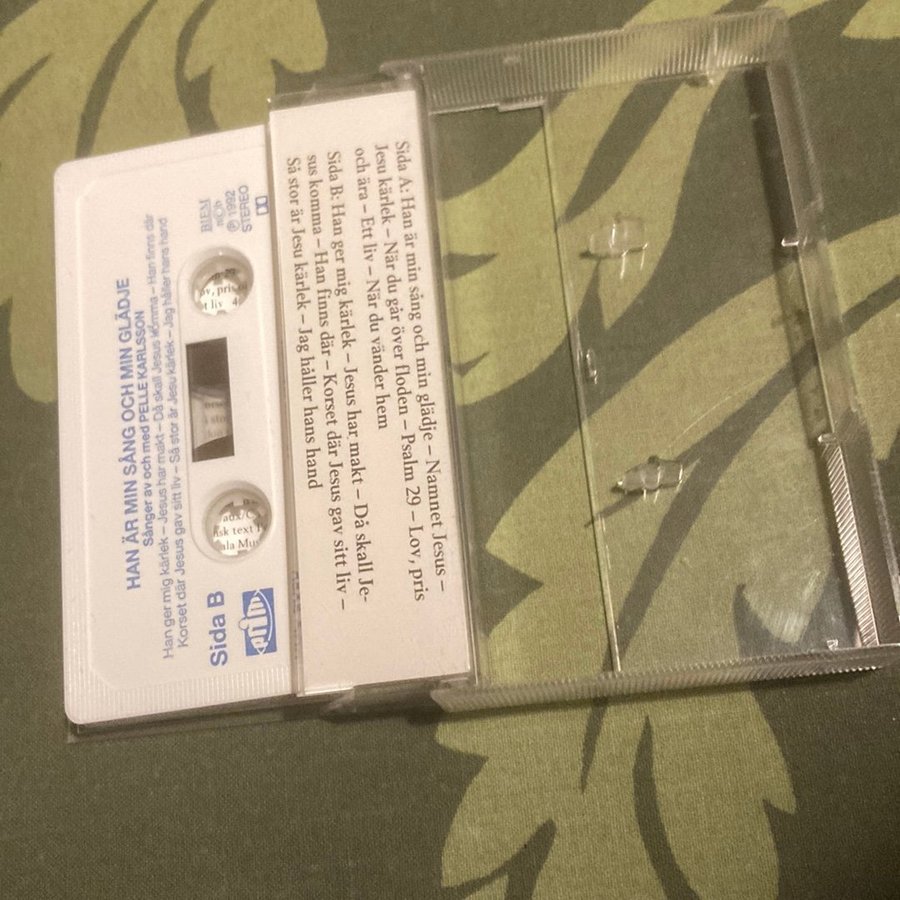 HAN ÄR MIN SÅNG OCH MIN GLÄDJE
Sånger av och med PELLE KARLSSON
Han ger mig kärlek – Jesus har makt – Då skall Jesus komma – Han finns där
Korset där Jesus gav sitt liv – Så stor är Jesu kärlek – Jag håller hans hand
BIEM
NCB
℗ 1992
STEREO
Sida B
prim
Sida A: Han är min sång och min glädje – Namnet Jesus –
Jesu kärlek – När du går över floden – Psalm 29 – Lov, pris
och ära – Ett liv – När du vänder hem
Sida B: Han ger mig kärlek – Jesus har makt – Då skall Je-
sus komma – Han finns där – Korset där Jesus gav sitt liv –
Så stor är Jesu kärlek – Jag håller hans hand